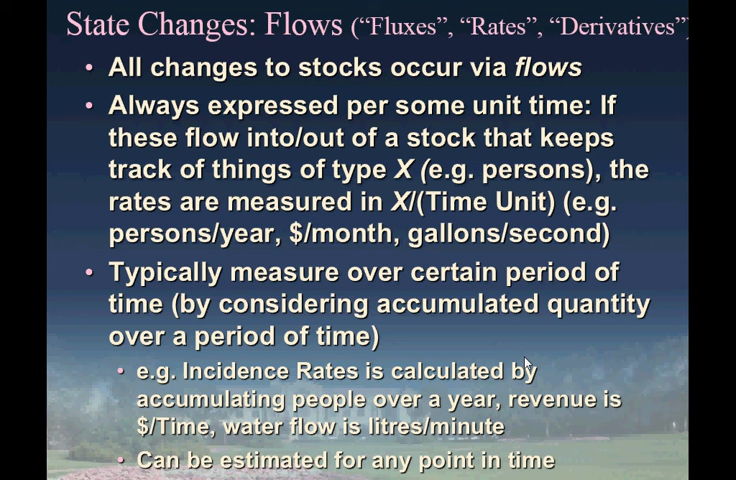 State Changes: Flows (“Fluxes”, “Rates”, “Derivatives”)
• All changes to stocks occur via flows
• Always expressed per some unit time: If
these flow into/out of a stock that keeps
track of things of type X (e.g. persons), the
rates are measured in X/(Time Unit) (e.g.
persons/year, $/month, gallons/second)
• Typically measure over certain period of
time (by considering accumulated quantity
over a period of time)
• e.g. Incidence Rates is calculated by
accumulating people over a year, revenue is
$/Time, water flow is litres/minute
• Can be estimated for any point in time